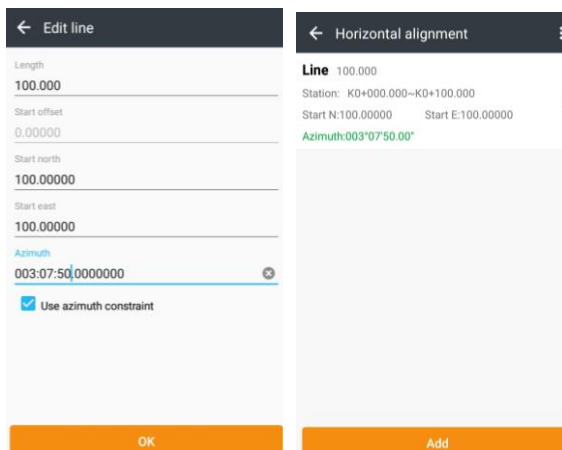 Edit line
Length
100.000
Start offset
0.00000
Start north
100.00000
Start east
100.00000
Azimuth
003:07:50.0000000
Use azimuth constraint
OK
Horizontal alignment
Line 100.000
Station: K0+000.000~K0+100.000
Start N:100.00000 Start E:100.00000
Azimuth:003°07'50.00"
Add